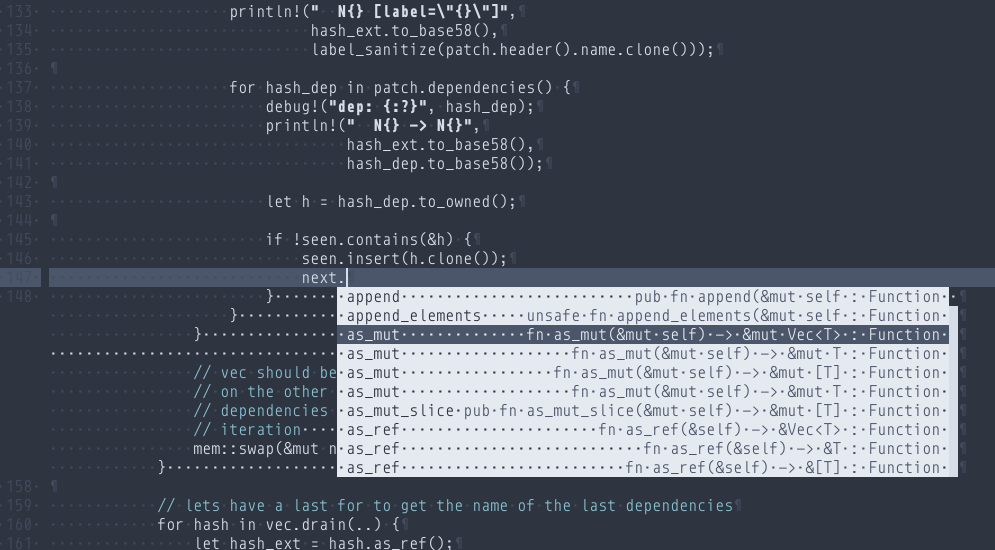 133 println!("  N{} [label=\"{}\"]",¶
134 hash_ext.to_base58(),¶
135 label_sanitize(patch.header().name.clone()));¶
136 ¶
137 for hash_dep in patch.dependencies() {¶
138 debug!("dep: {:?}", hash_dep);¶
139 println!("  N{} -> N{}",¶
140 hash_ext.to_base58(),¶
141 hash_dep.to_base58());¶
142 ¶
143 let h = hash_dep.to_owned();¶
144 ¶
145 if !seen.contains(&h) {¶
146 seen.insert(h.clone());¶
147 next.¶
148 } append pub fn append(&mut self : Function ¶
} append_elements unsafe fn append_elements(&mut self : Function ¶
} as_mut fn as_mut(&mut self) -> &mut Vec<T> : Function ¶
as_mut fn as_mut(&mut self) -> &mut T : Function ¶
// vec should be as_mut fn as_mut(&mut self) -> &mut [T] : Function ¶
// on the other as_mut fn as_mut(&mut self) -> &mut T : Function ¶
// dependencies as_mut_slice pub fn as_mut_slice(&mut self) -> &mut [T] : Function ¶
// iteration as_ref fn as_ref(&self) -> &Vec<T> : Function ¶
mem::swap(&mut n as_ref fn as_ref(&self) -> &T : Function ¶
} as_ref fn as_ref(&self) -> &[T] : Function ¶
158 ¶
159 // lets have a last for to get the name of the last dependencies¶
160 for hash in vec.drain(..) {¶
161 let hash_ext = hash.as_ref();¶